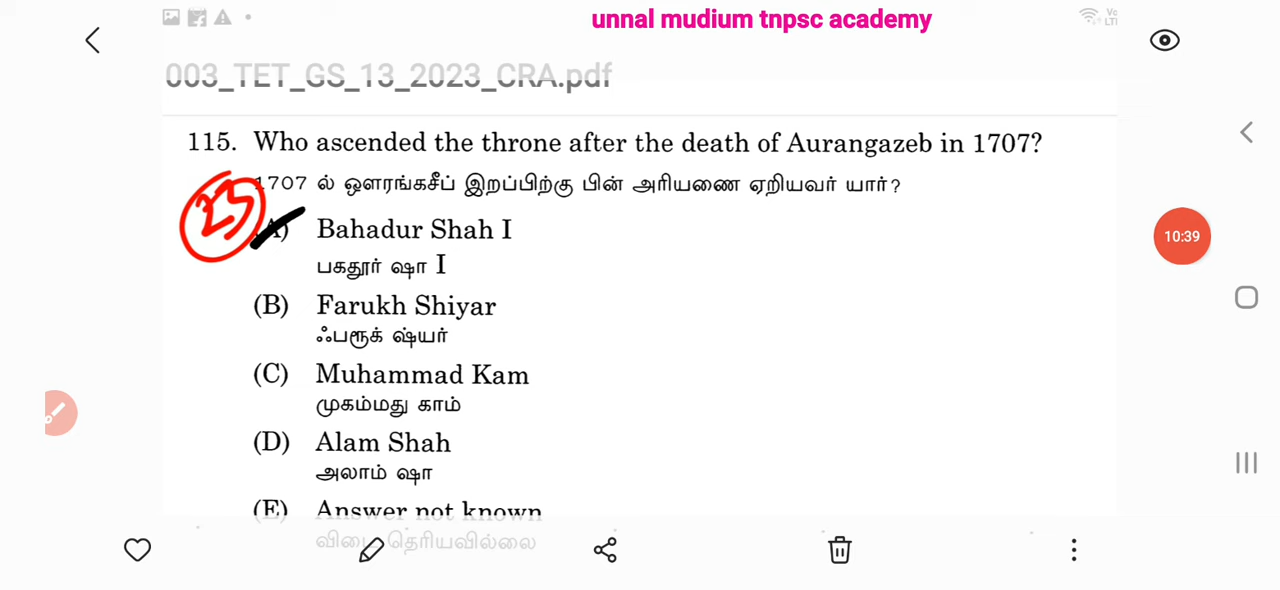 unnal mudium tnpsc academy
003_TET_GS_13_2023_CRA.pdf
115. Who ascended the throne after the death of Aurangazeb in 1707?
1707 ல் ஔரங்கசீப் இறப்பிற்கு பின் அரியணை ஏறியவர் யார்?
23
A) Bahadur Shah I
பகதூர் ஷா I
(B) Farukh Shiyar
ஃபரூக் ஷ்யர்
(C) Muhammad Kam
முகம்மது காம்
(D) Alam Shah
அலாம் ஷா
(E) Answer not known
விடை தெரியவில்லை
10:39